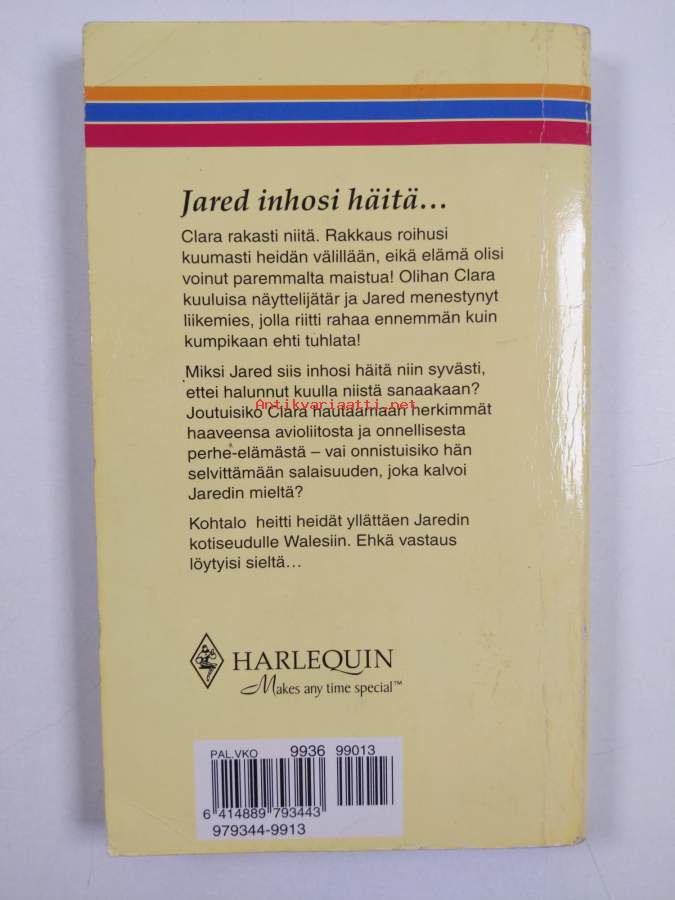 Jared inhosi häitä...
Clara rakasti niitä. Rakkaus roihusi
kuumasti heidän välillään, eikä elämä olisi
voinut paremmalta maistua! Olihan Clara
kuuluisa näyttelijätär ja Jared menestynyt
liikemies, jolla riitti rahaa ennemmän kuin
kumpikaan ehti tuhlata!
Miksi Jared siis inhosi häitä niin syvästi,
ettei halunnut kuulla niistä sanaakaan?
Antikvariaatti.net
Joutuisiko Clara hautaamaan herkimmät
haaveensa avioliitosta ja onnellisesta
perhe-elämästä – vai onnistuisiko hän
selvittämään salaisuuden, joka kalvoi
Jaredin mieltä?
Kohtalo heitti heidät yllättäen Jaredin
kotiseudulle Walesiin. Ehkä vastaus
löytyisi sieltä...
HARLEQUIN
Makes any time special™
PAL.VKO 9936 99013
6 414889 793443
979344-9913